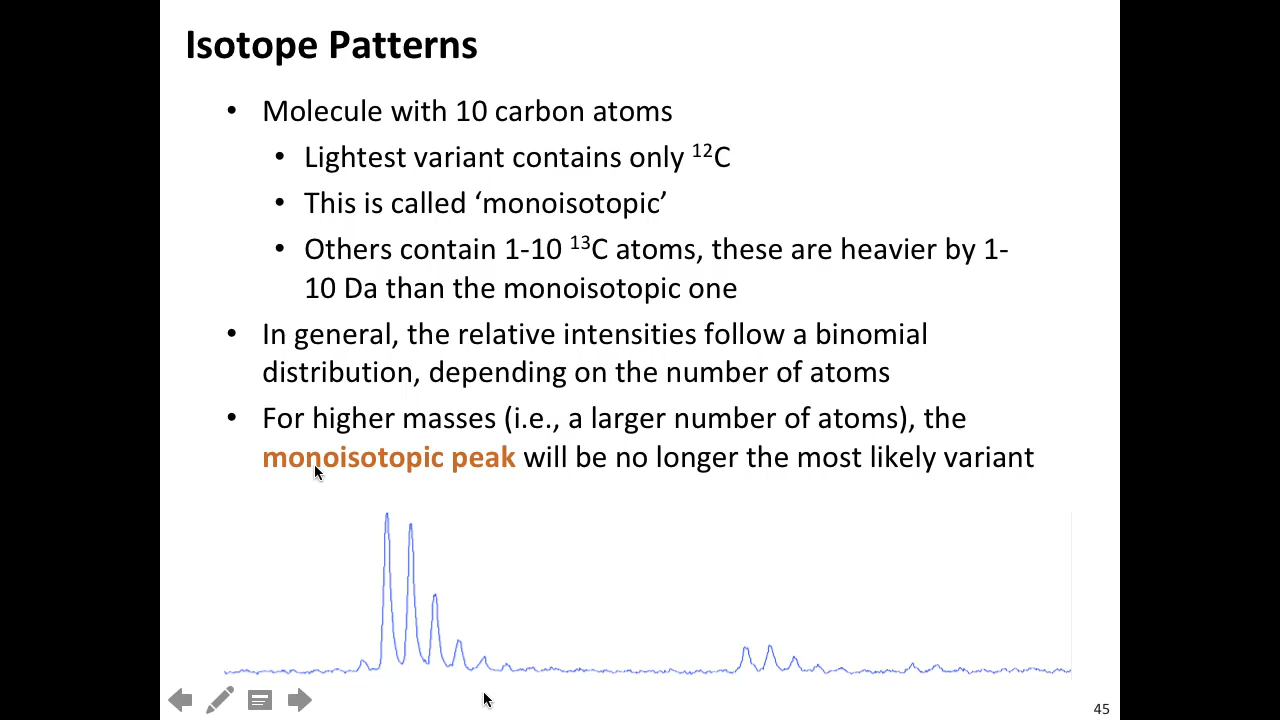 Isotope Patterns
• Molecule with 10 carbon atoms
• Lightest variant contains only ¹²C
• This is called ‘monoisotopic’
• Others contain 1-10 ¹³C atoms, these are heavier by 1-
10 Da than the monoisotopic one
• In general, the relative intensities follow a binomial
distribution, depending on the number of atoms
• For higher masses (i.e., a larger number of atoms), the
monoisotopic peak will be no longer the most likely variant
45